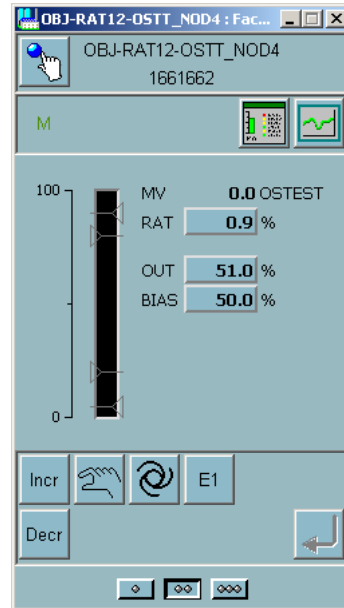 OBJ-RAT12-OSTT_NOD4 : Fac...
OBJ-RAT12-OSTT_NOD4
1661662
M
100
0
MV 0.0 OSTEST
RAT 0.9 %
OUT 51.0 %
BIAS 50.0 %
Incr
E1
Decr